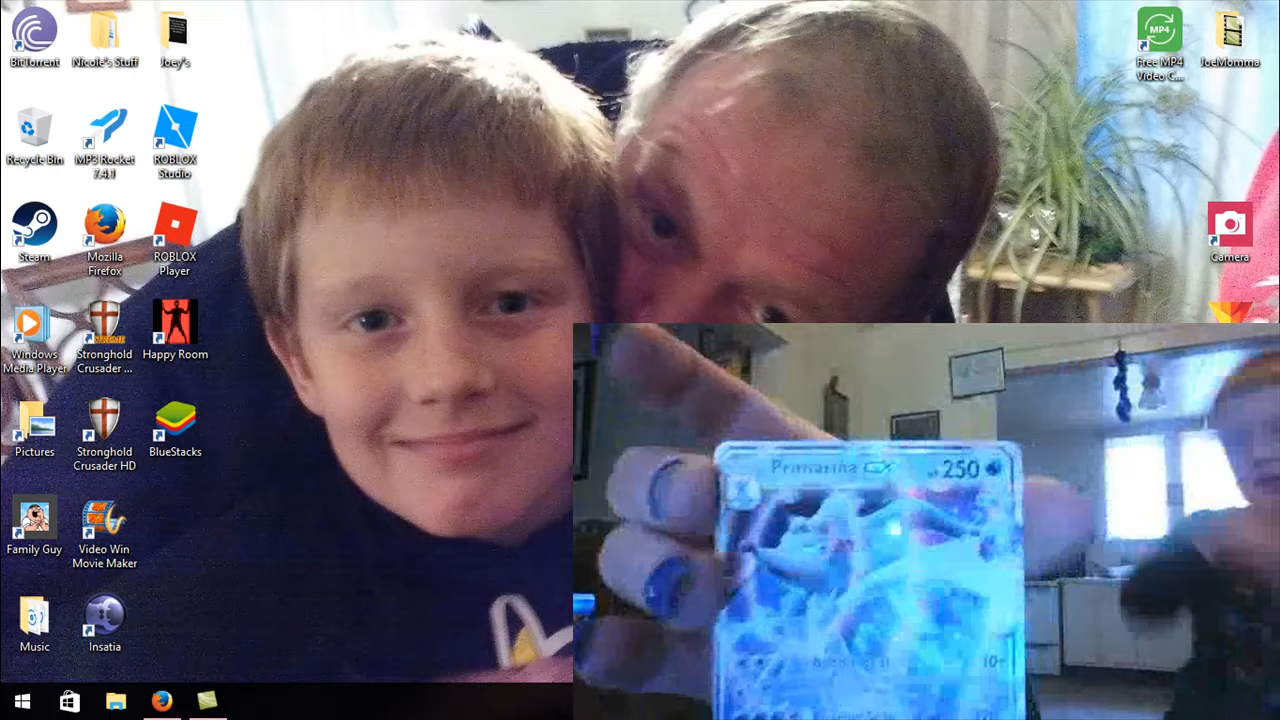 BitTorrent
Nicole's Stuff
Joey's
MP4
Free MP4
Video C...
JoeMomma
Recycle Bin
MP3 Rocket
7.4.1
ROBLOX
Studio
Steam
Mozilla
Firefox
ROBLOX
Player
Camera
Windows
Media Player
Stronghold
Crusader ...
Happy Room
Pictures
Stronghold
Crusader HD
BlueStacks
Family Guy
Video Win
Movie Maker
Music
Insatia
Primarina GX
250
10+